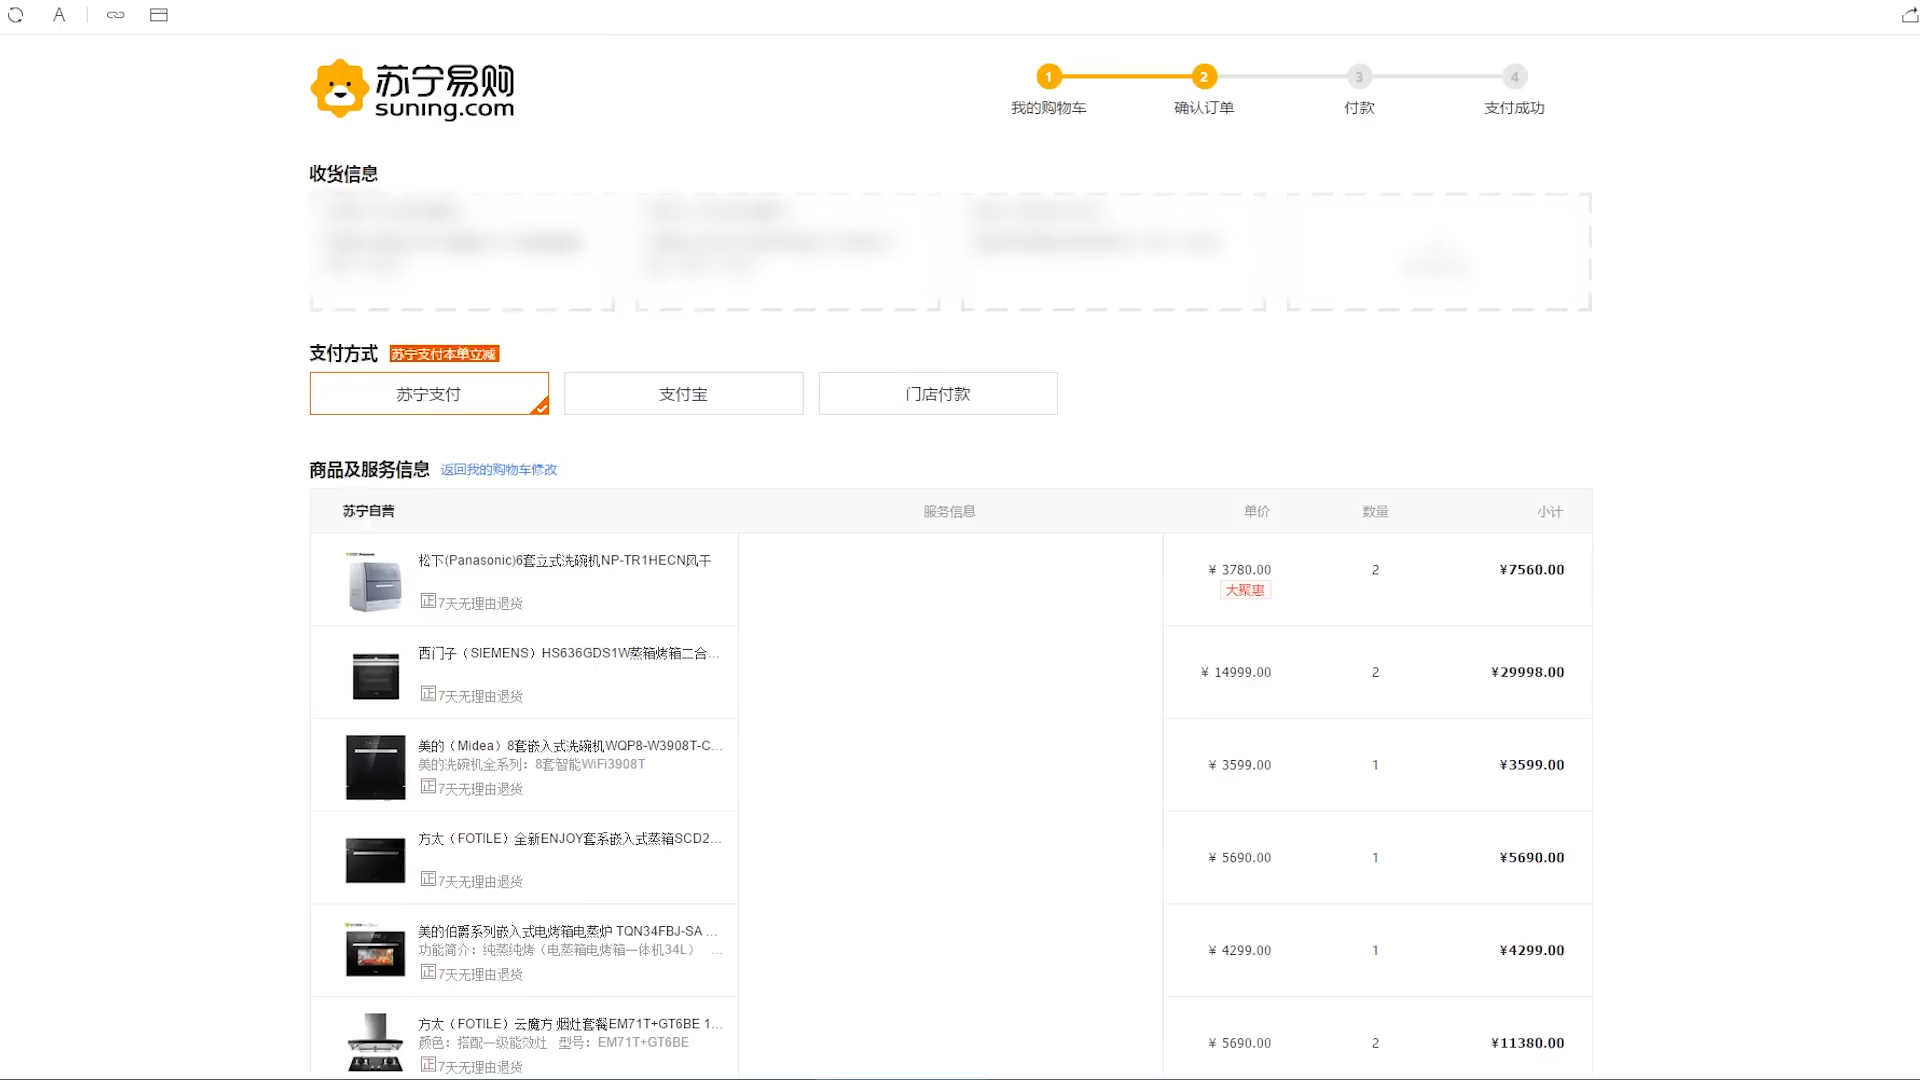 A
苏宁易购
suning.com
1 2 3 4
我的购物车 确认订单 付款 支付成功
收货信息
支付方式 苏宁支付本单立减
苏宁支付 支付宝 门店付款
商品及服务信息 返回我的购物车修改
苏宁自营 服务信息 单价 数量 小计
松下(Panasonic)6套立式洗碗机NP-TR1HECN风干
正7天无理由退货
¥ 3780.00 2 ¥7560.00
大聚惠
西门子（SIEMENS）HS636GDS1W蒸箱烤箱二合...
正7天无理由退货
¥ 14999.00 2 ¥29998.00
美的（Midea）8套嵌入式洗碗机WQP8-W3908T-C...
美的洗碗机全系列：8套智能WiFi3908T
正7天无理由退货
¥ 3599.00 1 ¥3599.00
方太（FOTILE）全新ENJOY套系嵌入式蒸箱SCD2...
正7天无理由退货
¥ 5690.00 1 ¥5690.00
美的伯爵系列嵌入式电烤箱电蒸炉 TQN34FBJ-SA ...
功能简介：纯蒸纯烤（电蒸箱电烤箱一体机34L） ...
正7天无理由退货
¥ 4299.00 1 ¥4299.00
方太（FOTILE）云魔方 烟灶套餐EM71T+GT6BE 1...
颜色：搭配一级能效灶 型号：EM71T+GT6BE
正7天无理由退货
¥ 5690.00 2 ¥11380.00